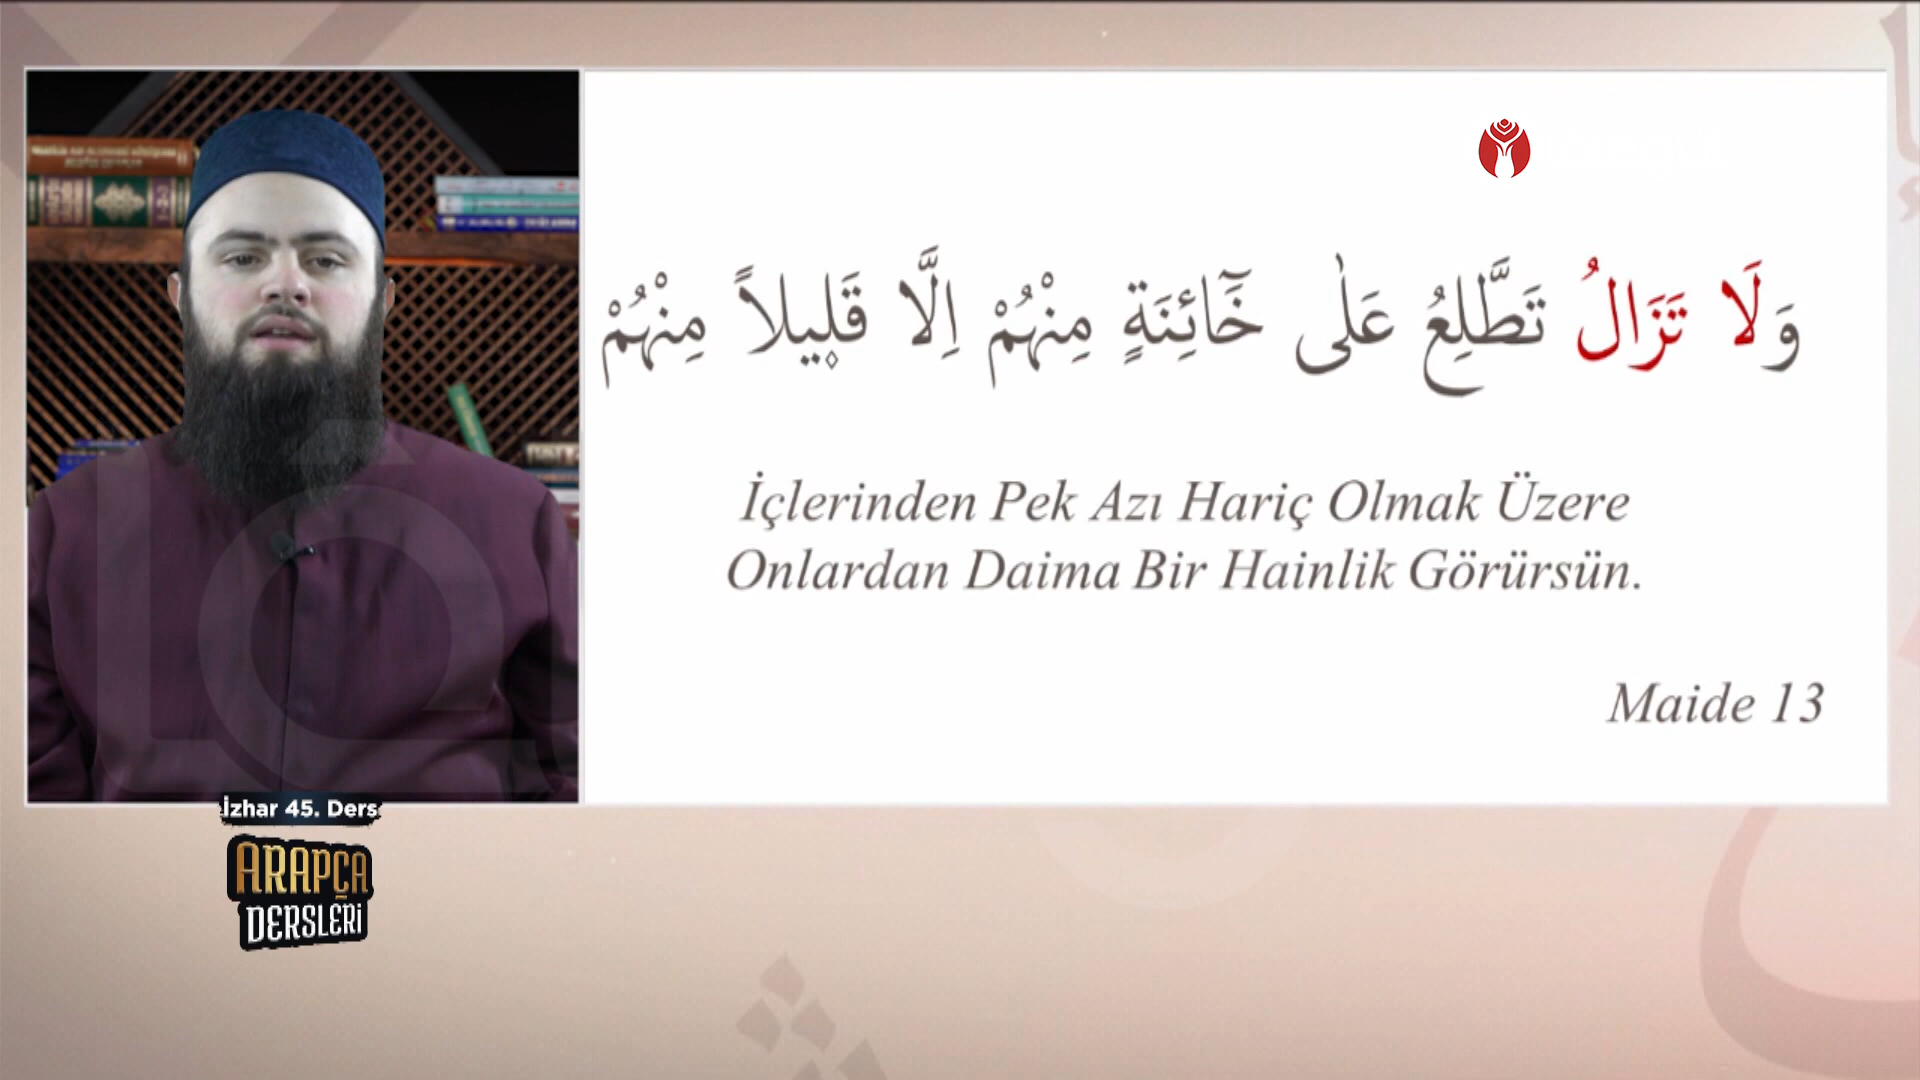 وَلَا تَزَالُ تَطَّلِعُ عَلٰى خَٓائِنَةٍ مِنْهُمْ اِلَّا قَلٖيلاً مِنْهُمْ
İçlerinden Pek Azı Hariç Olmak Üzere
Onlardan Daima Bir Hainlik Görürsün.
Maide 13
İzhar 45. Ders
ARAPÇA
DERSLERİ